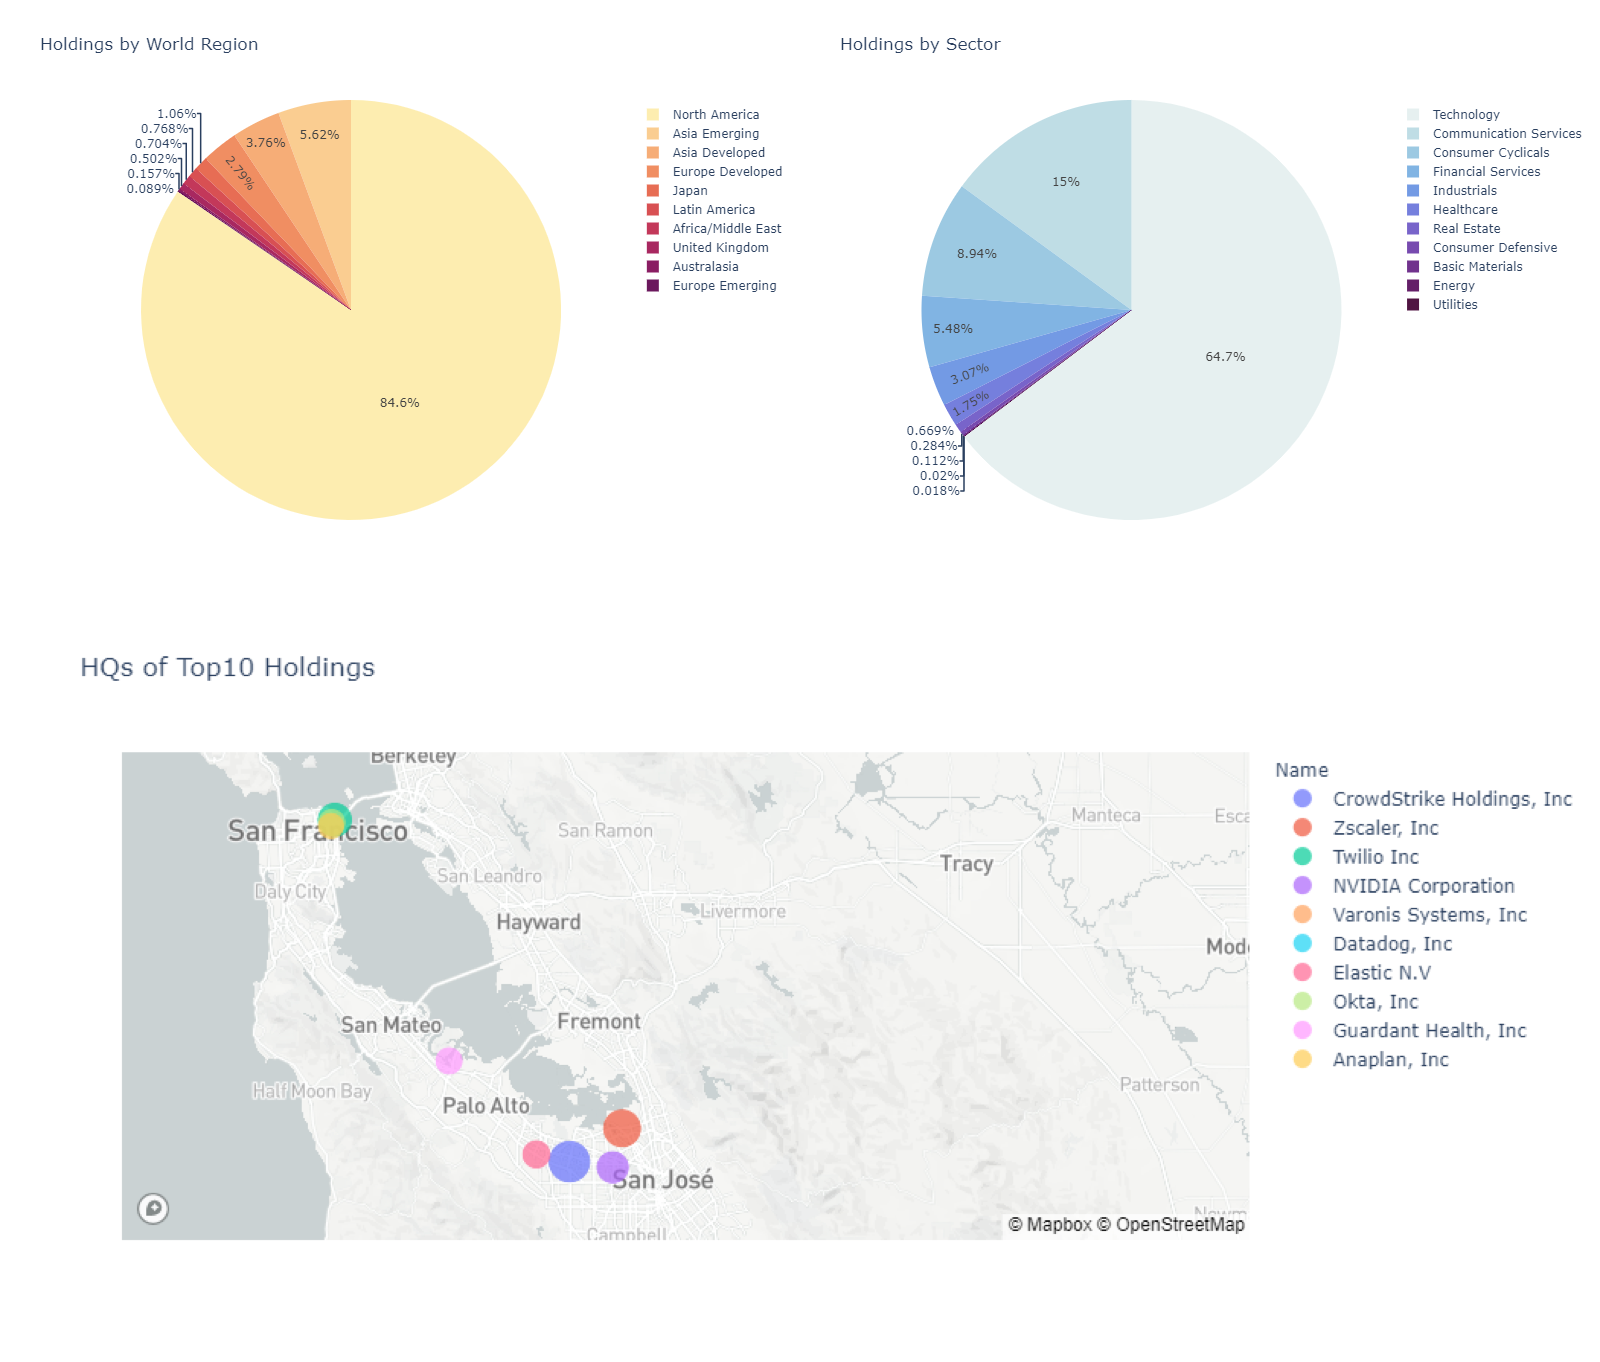 Holdings by World Region
1.06%
0.768%
0.704%
0.502%
0.157%
0.089%
2.79%
3.76%
5.62%
84.6%
North America
Asia Emerging
Asia Developed
Europe Developed
Japan
Latin America
Africa/Middle East
United Kingdom
Australasia
Europe Emerging
Holdings by Sector
15%
8.94%
5.48%
3.07%
1.75%
0.669%
0.284%
0.112%
0.02%
0.018%
64.7%
Technology
Communication Services
Consumer Cyclicals
Financial Services
Industrials
Healthcare
Real Estate
Consumer Defensive
Basic Materials
Energy
Utilities
HQs of Top10 Holdings
Berkeley
San Francisco
San Ramon
Manteca
Esca
Daly City
San Leandro
Tracy
Hayward
Livermore
Mode
San Mateo
Fremont
Half Moon Bay
Palo Alto
Patterson
San José
Campbell
Newm
© Mapbox © OpenStreetMap
Name
CrowdStrike Holdings, Inc
Zscaler, Inc
Twilio Inc
NVIDIA Corporation
Varonis Systems, Inc
Datadog, Inc
Elastic N.V
Okta, Inc
Guardant Health, Inc
Anaplan, Inc